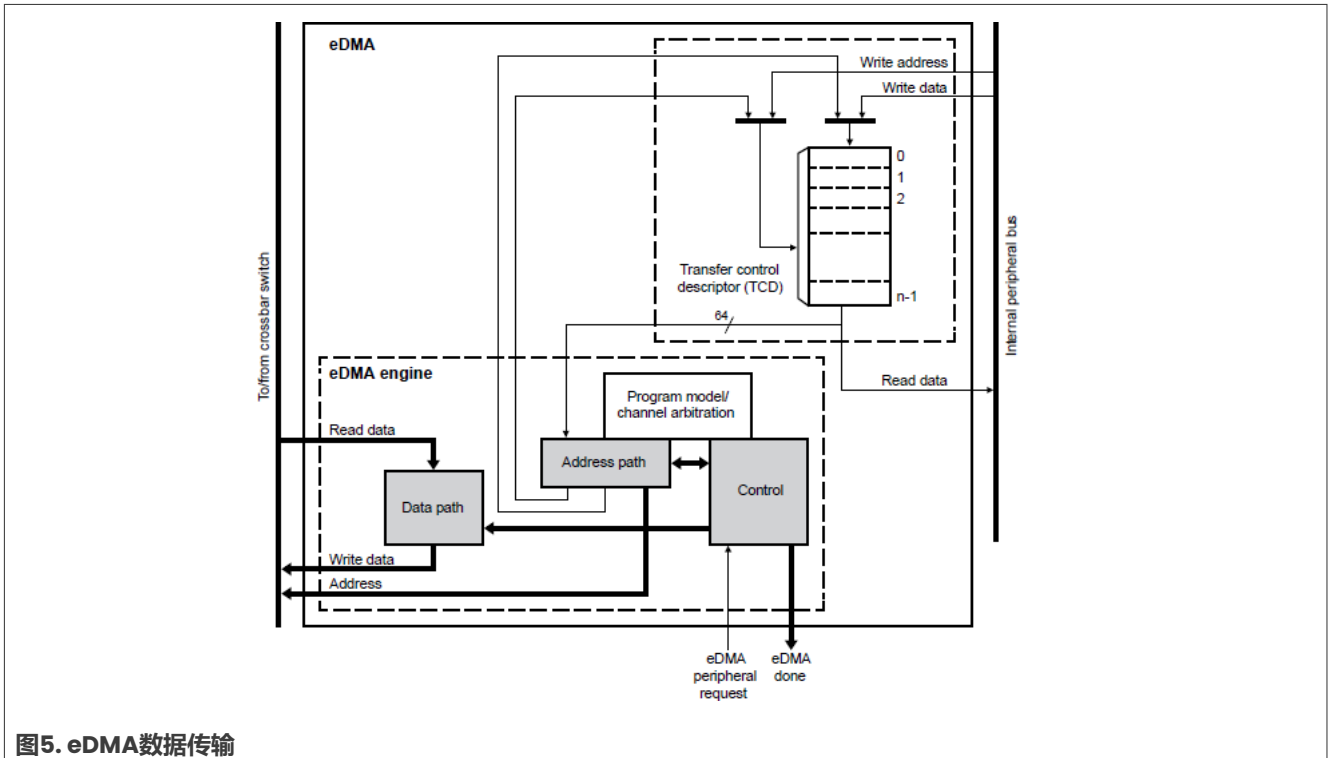 eDMA
Write address
Write data
0
1
2
n-1
Transfer control
descriptor (TCD)
64
To/from crossbar switch
Internal peripheral bus
Read data
eDMA engine
Program model/
channel arbitration
Read data
Address path
Control
Data path
Write data
Address
eDMA
peripheral
request
eDMA
done
图5. eDMA数据传输